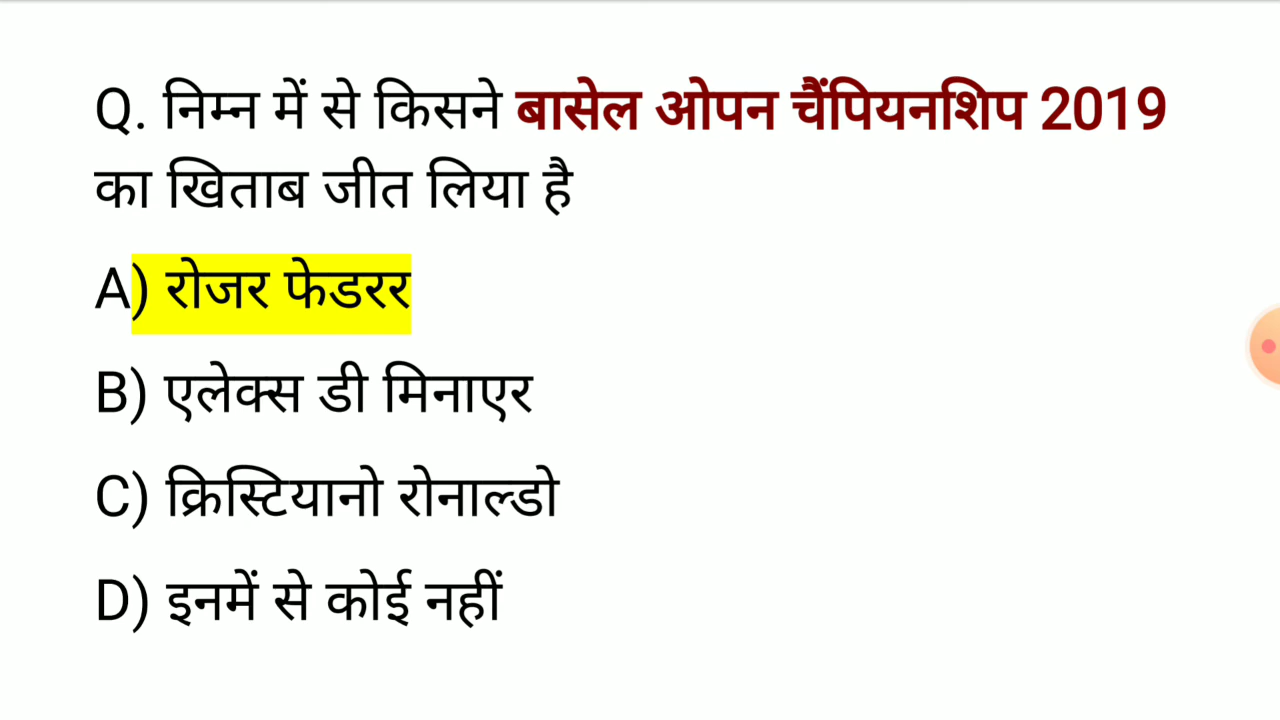 Q. निम्न में से किसने बासेल ओपन चैंपियनशिप 2019
का खिताब जीत लिया है
A) रोजर फेडरर
B) एलेक्स डी मिनाएर
C) क्रिस्टियानो रोनाल्डो
D) इनमें से कोई नहीं